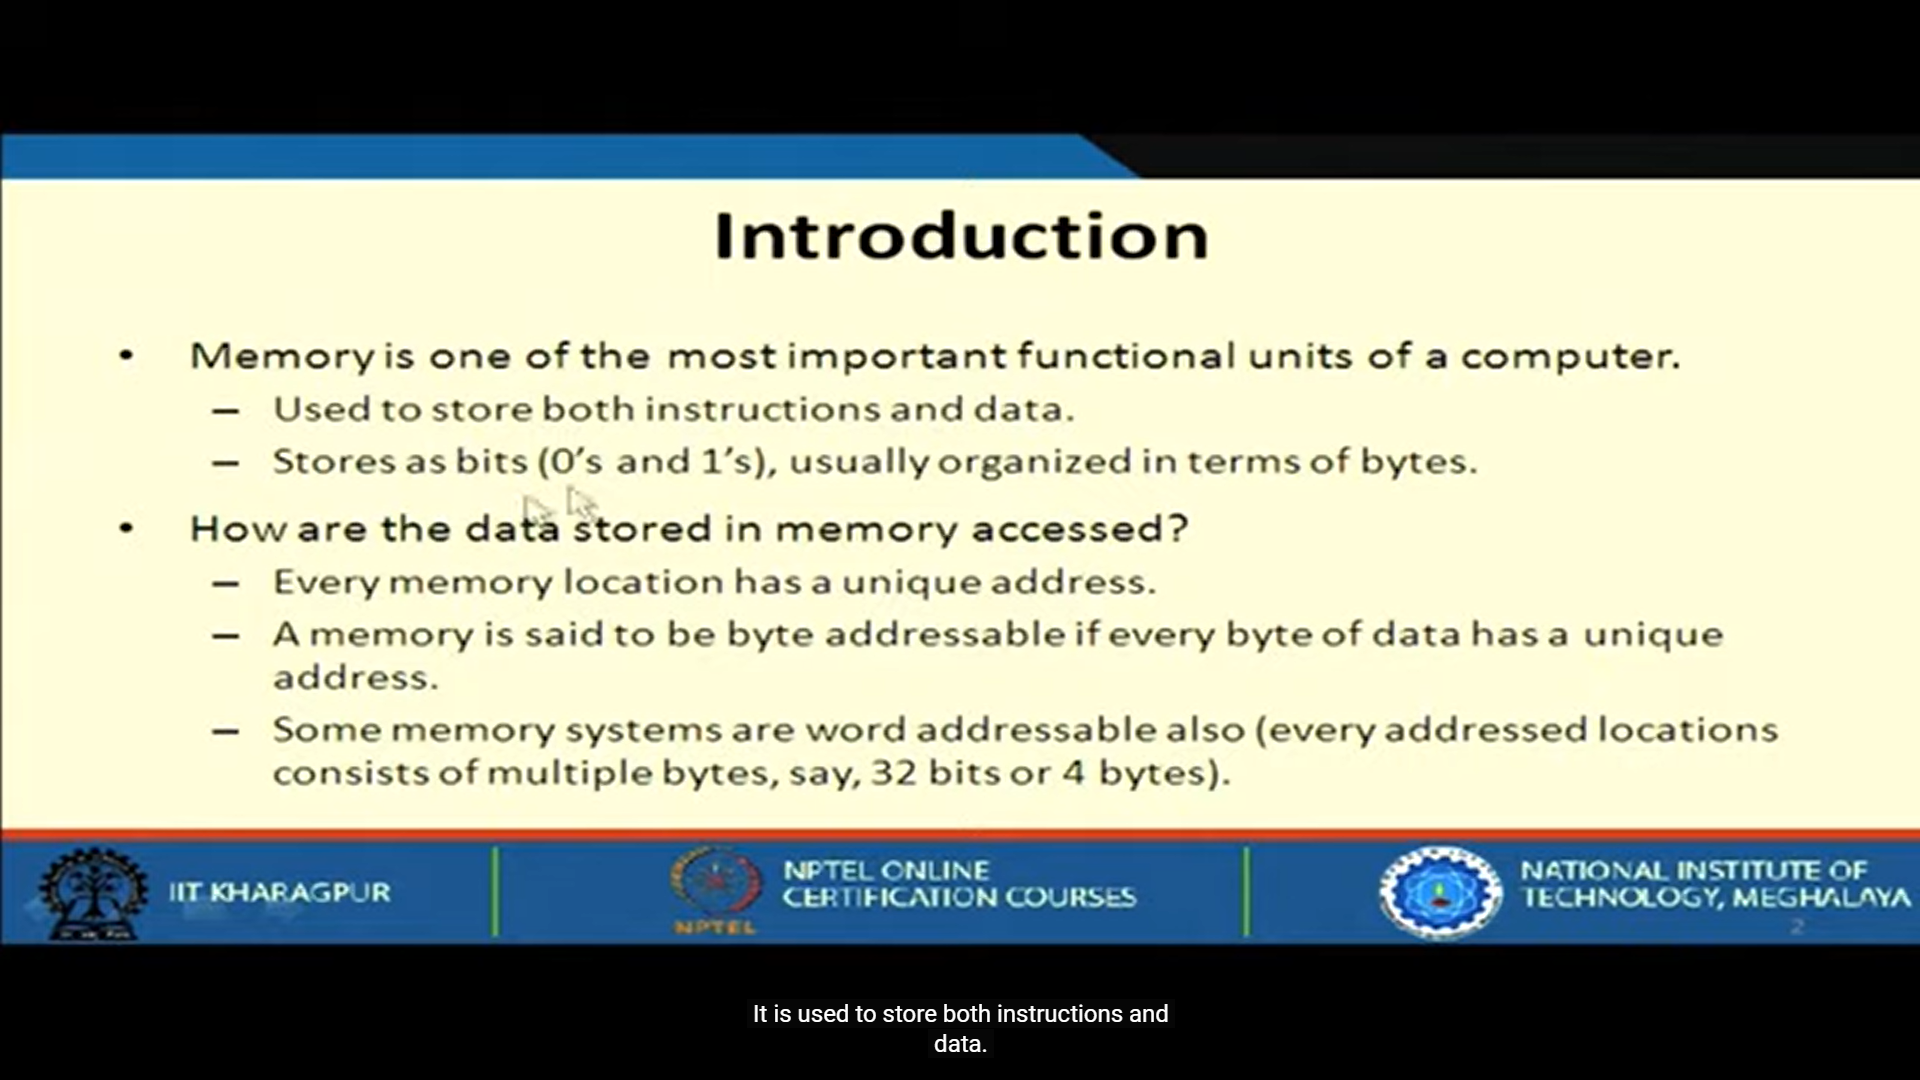 Introduction
• Memory is one of the most important functional units of a computer.
– Used to store both instructions and data.
– Stores as bits (0's and 1's), usually organized in terms of bytes.
• How are the data stored in memory accessed?
– Every memory location has a unique address.
– A memory is said to be byte addressable if every byte of data has a unique
address.
– Some memory systems are word addressable also (every addressed locations
consists of multiple bytes, say, 32 bits or 4 bytes).
IIT KHARAGPUR
NPTEL
NPTEL ONLINE
CERTIFICATION COURSES
NATIONAL INSTITUTE OF
TECHNOLOGY, MEGHALAYA
2
It is used to store both instructions and
data.